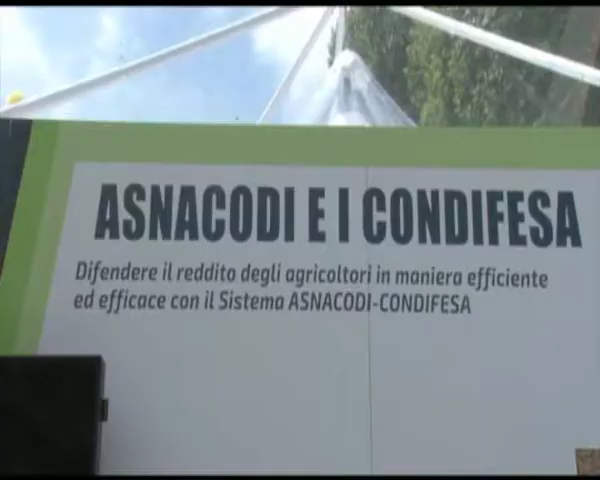 ASNACODI E I CONDIFESA
Difendere il reddito degli agricoltori in maniera efficiente
ed efficace con il Sistema ASNACODI-CONDIFESA